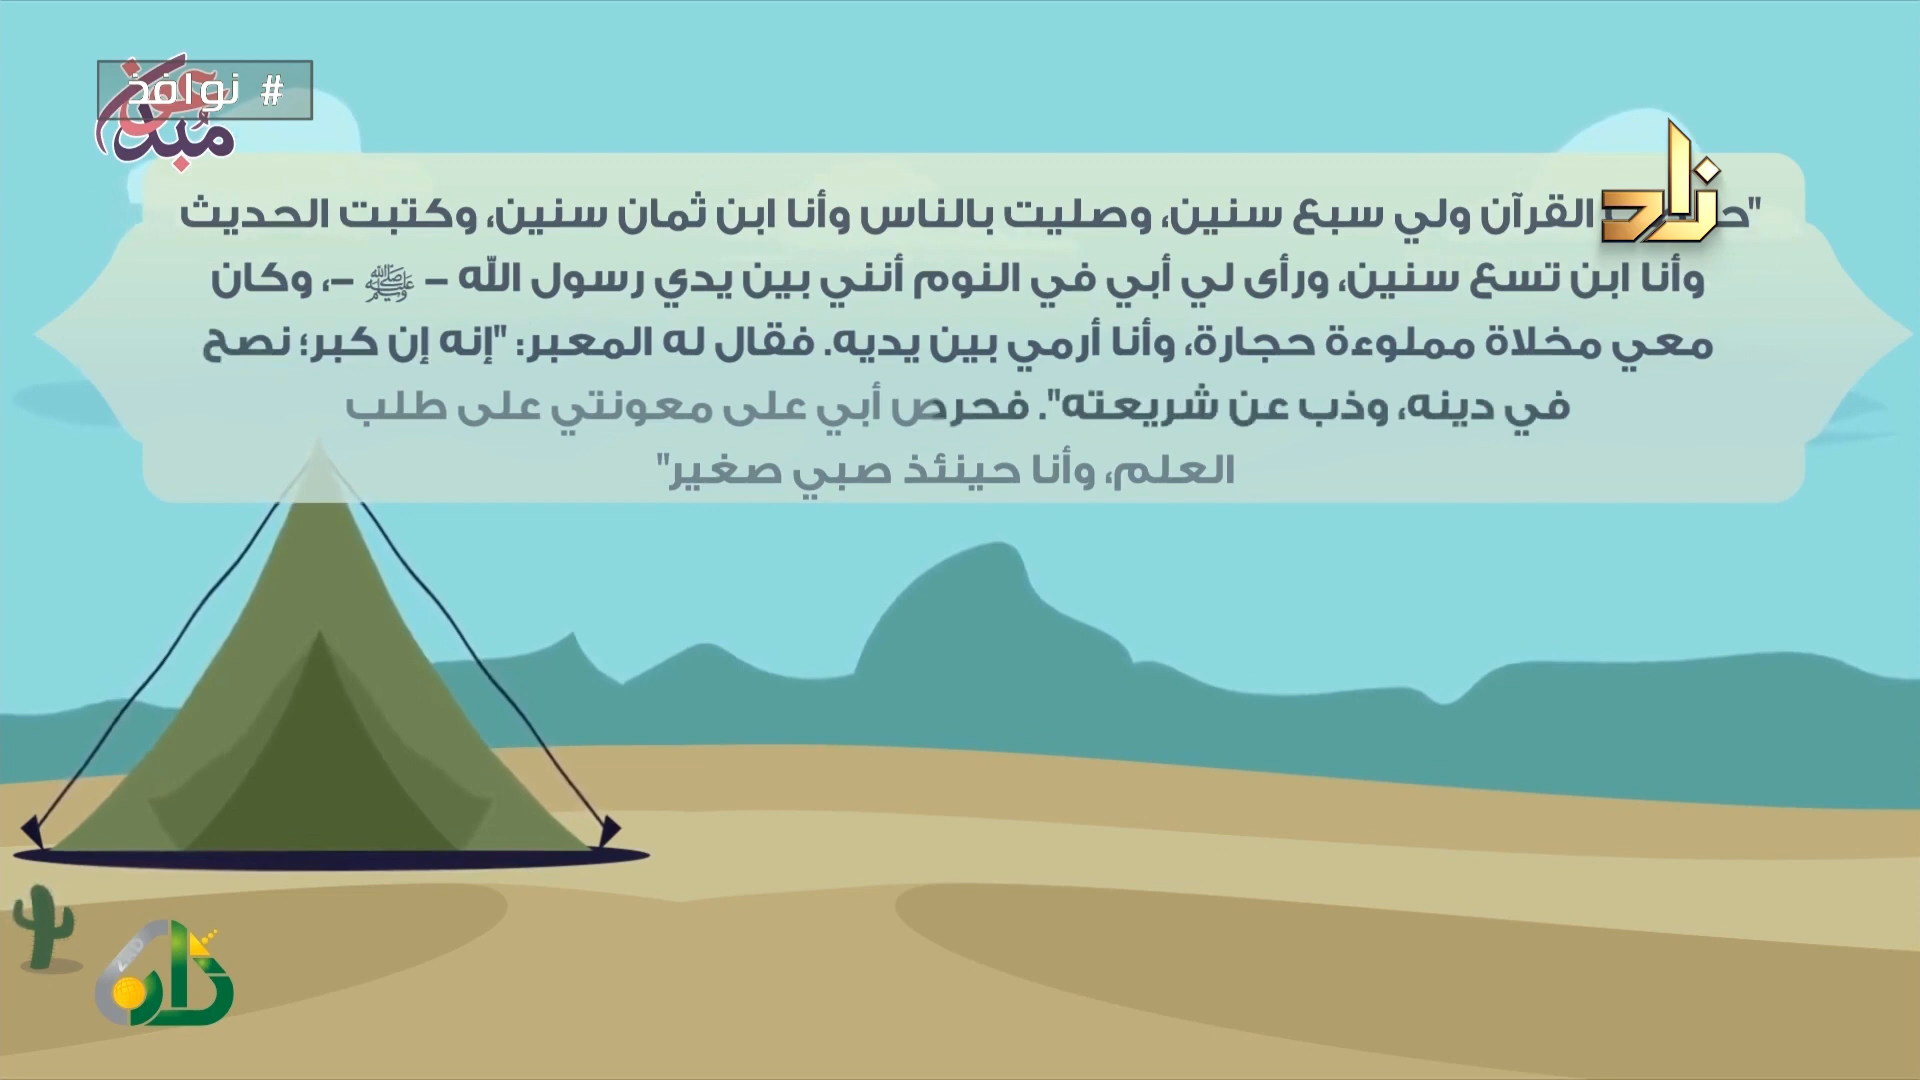 # نوافذ
مُبدعون
زاد
القرآن ولي سبع سنين، وصليت بالناس وأنا ابن ثمان سنين، وكتبت الحديث
وأنا ابن تسع سنين، ورأى لي أبي في النوم أنني بين يدي رسول الله – ﷺ –، وكان
معي مخلاة مملوءة حجارة، وأنا أرمي بين يديه. فقال له المعبر: "إنه إن كبر؛ نصح
في دينه، وذب عن شريعته". فحرص أبي على معونتي على طلب
العلم، وأنا حينئذ صبي صغير"
زاد